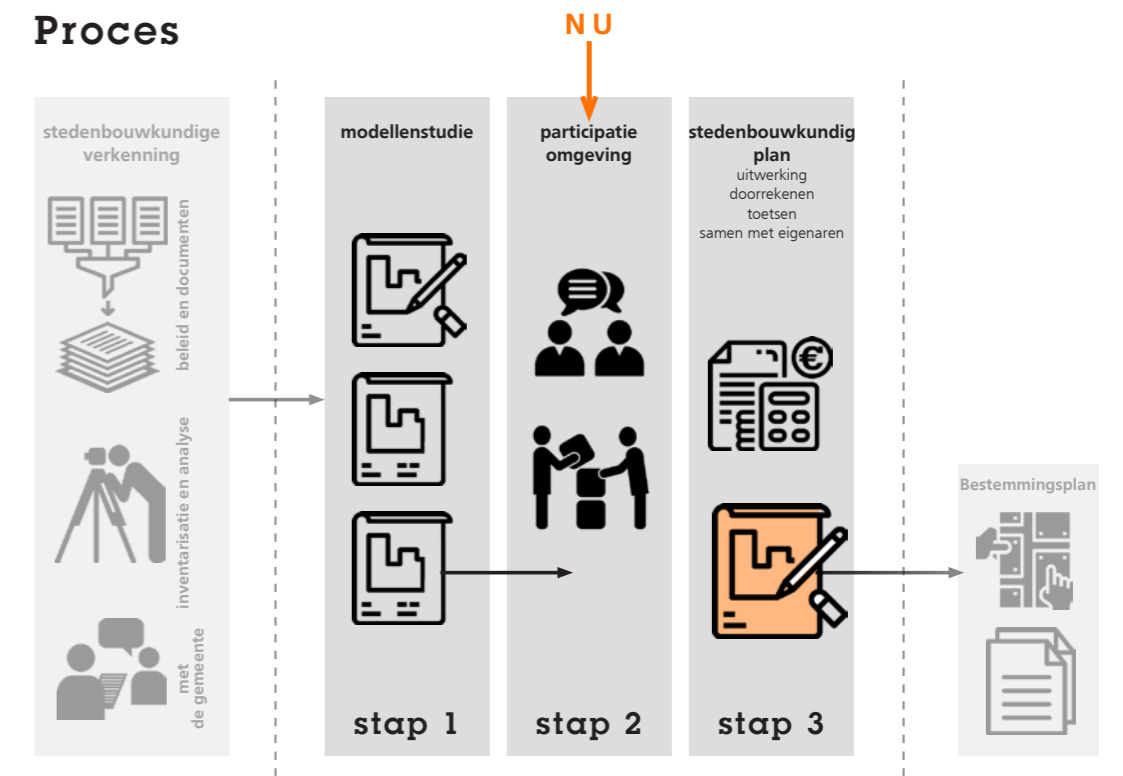 Proces
NU
stedenbouwkundige
verkenning
beleid en documenten
inventarisatie en analyse
met
de gemeente
modellenstudie
stap 1
participatie
omgeving
stap 2
stedenbouwkundig
plan
uitwerking
doorrekenen
toetsen
samen met eigenaren
€
stap 3
Bestemmingsplan